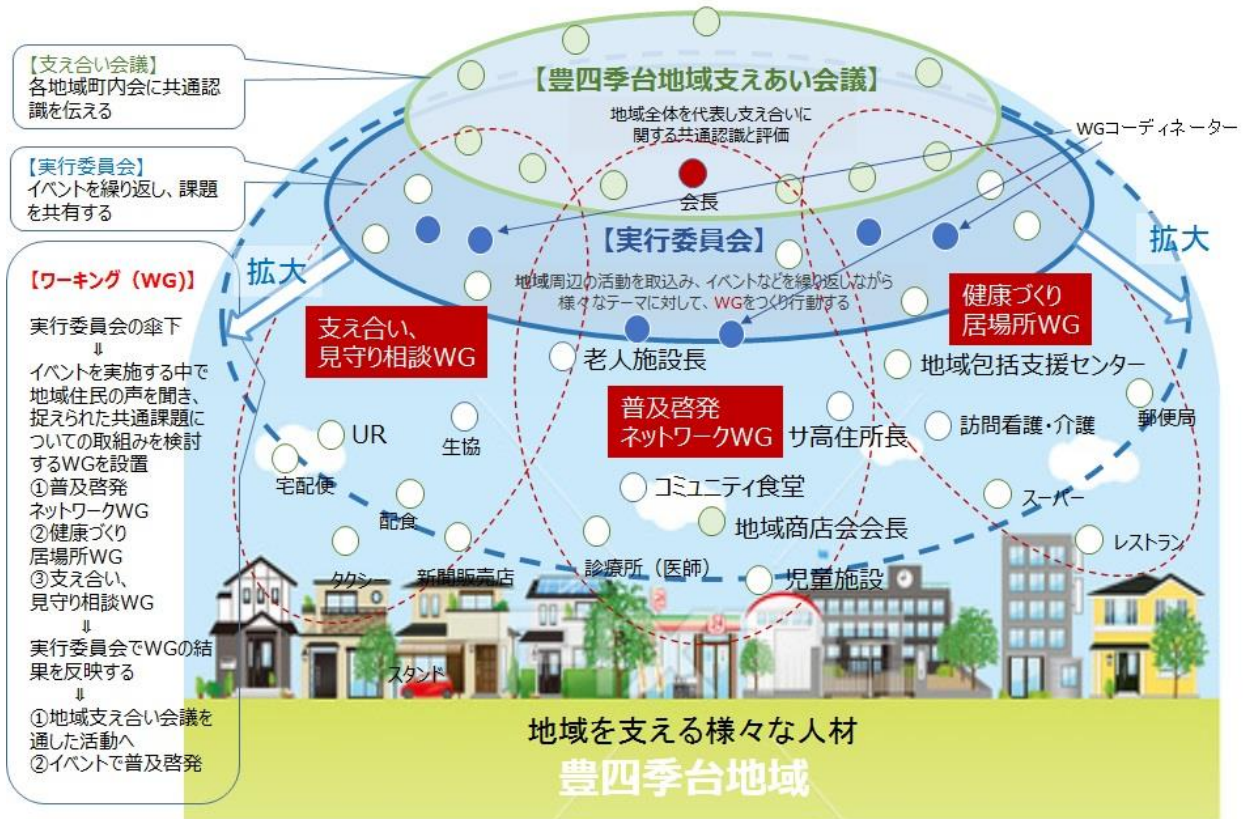 【支え合い会議】
各地域町内会に共通認
識を伝える
【実行委員会】
イベントを繰り返し、課題
を共有する
【ワーキング（WG）】
実行委員会の傘下
⇓
イベントを実施する中で
地域住民の声を聞き、
捉えられた共通課題に
ついての取組みを検討
するWGを設置
①普及啓発
ネットワークWG
②健康づくり
居場所WG
③支え合い、
見守り相談WG
⇓
実行委員会でWGの結
果を反映する
⇓
①地域支え合い会議を
通した活動へ
②イベントで普及啓発
【豊四季台地域支えあい会議】
地域全体を代表し支え合いに
関する共通認識と評価
会長
WGコーディネーター
【実行委員会】
地域周辺の活動を取込み、イベントなどを繰り返しながら
様々なテーマに対して、WGをつくり行動する
拡大
拡大
支え合い、
見守り相談WG
普及啓発
ネットワークWG
健康づくり
居場所WG
老人施設長
地域包括支援センター
サ高住所長
訪問看護・介護
郵便局
UR
生協
宅配便
配食
コミュニティ食堂
地域商店会会長
スーパー
レストラン
タクシー
新聞販売店
診療所（医師）
児童施設
スタンド
地域を支える様々な人材
豊四季台地域